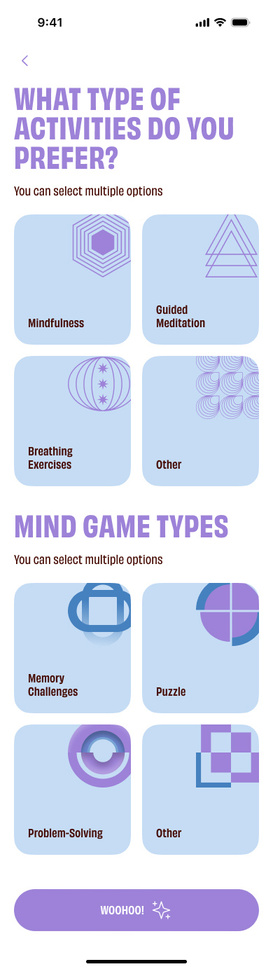 9:41
WHAT TYPE OF
ACTIVITIES DO YOU
PREFER?
You can select multiple options
Mindfulness
Guided
Meditation
Breathing
Exercises
Other
MIND GAME TYPES
You can select multiple options
Memory
Challenges
Puzzle
Problem-Solving
Other
WOOHOO!